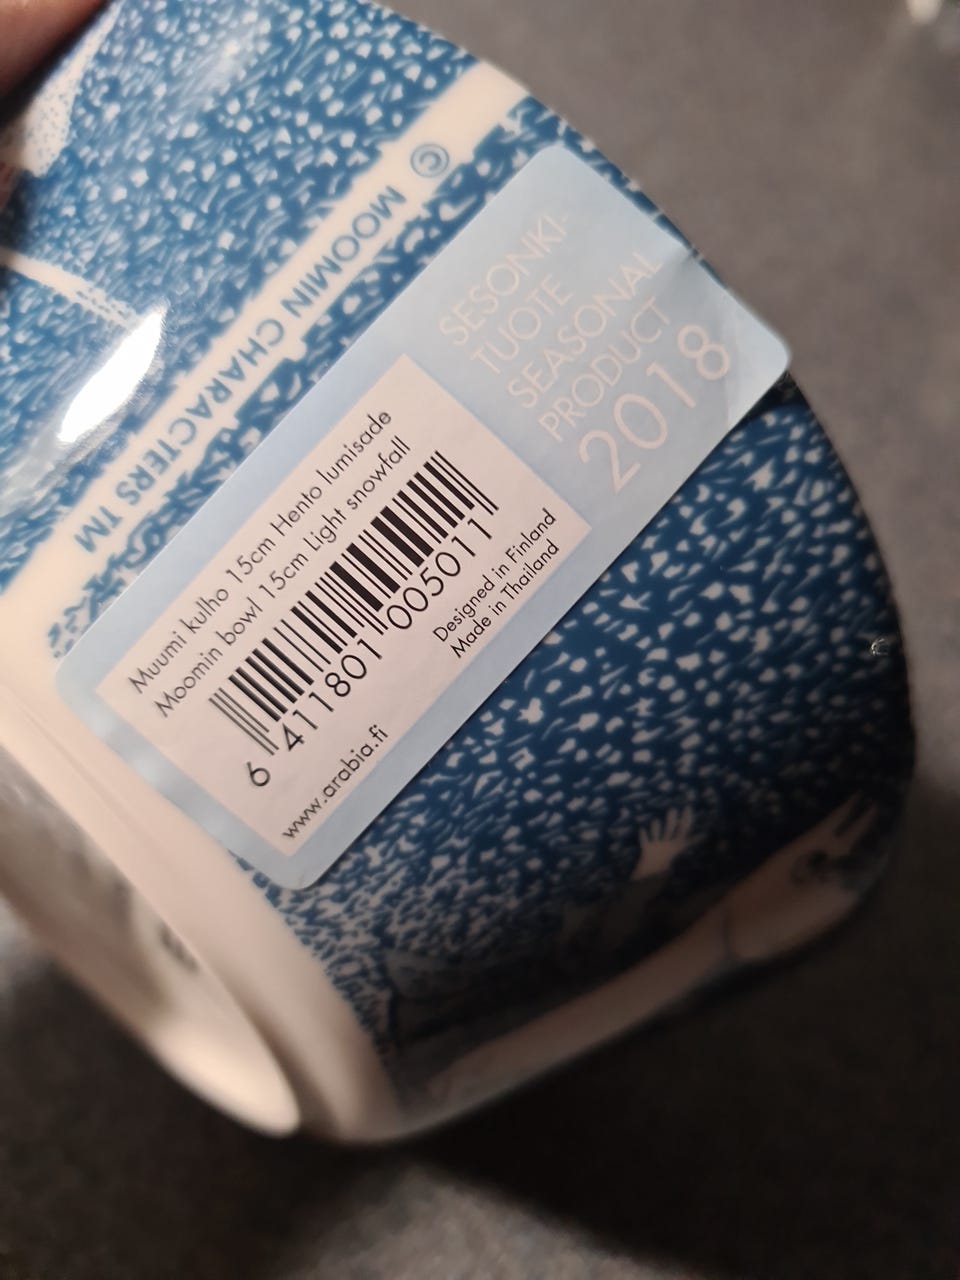 © MOOMIN CHARACTERS TM
SESONKI-
TUOTE
SEASONAL
PRODUCT
2018
Muumi kulho 15cm Hento lumisade
Moomin bowl 15cm Light snowfall
6 411801 005011
Designed in Finland
Made in Thailand
www.arabia.fi